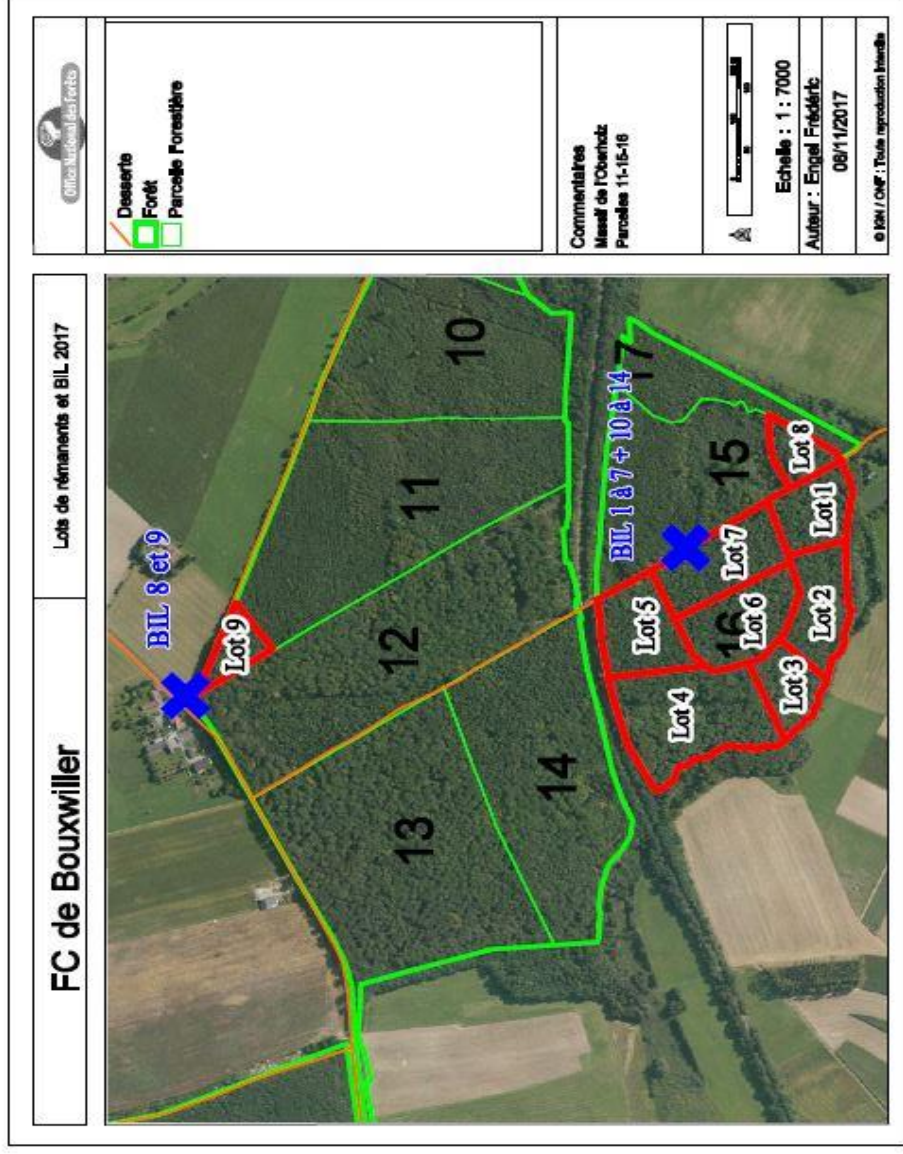 FC de Bouxwiller
Lots de rémanents et BIL 2017
Office National des Forêts
Desserte
Forêt
Parcelle Forestière
Commentaires
Massif de l'Oberholz
Parcelles 11-15-16
Echelle : 1 : 7000
Auteur : Engel Frédéric
08/11/2017
© IGN / ONF : Toute reproduction interdite
BIL 8 et 9
Lot 9
10
11
12
13
14
BIL 1 à 7 + 10 à 14
17
15
16
Lot 8
Lot 7
Lot 1
Lot 5
Lot 6
Lot 2
Lot 4
Lot 3